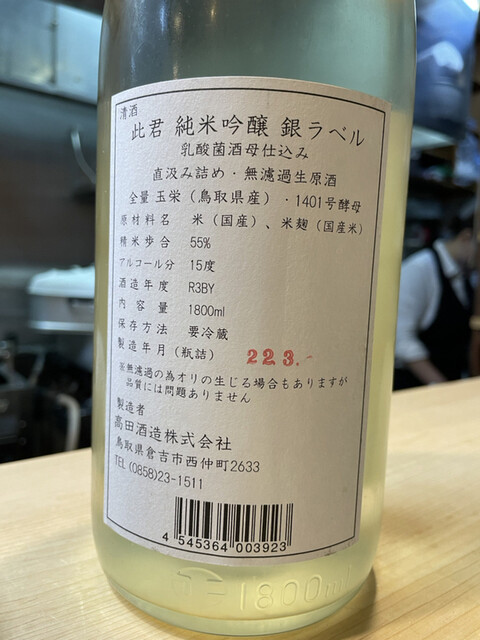 清酒
此君 純米吟醸 銀ラベル
乳酸菌酒母仕込み
直汲み詰め・無濾過生原酒
全量 玉栄(鳥取県産)・1401号酵母
原材料名 米(国産)、米麹(国産米)
精米歩合 55%
アルコール分 15度
酒造年度 R3BY
内容量 1800ml
保存方法 要冷蔵
製造年月(瓶詰) 22 3.-
※無濾過の為オリの生じる場合もありますが
品質には問題ありません
製造者
高田酒造株式会社
鳥取県倉吉市西仲町2633
TEL (0858)23-1511
4 545364 003923
1800ml